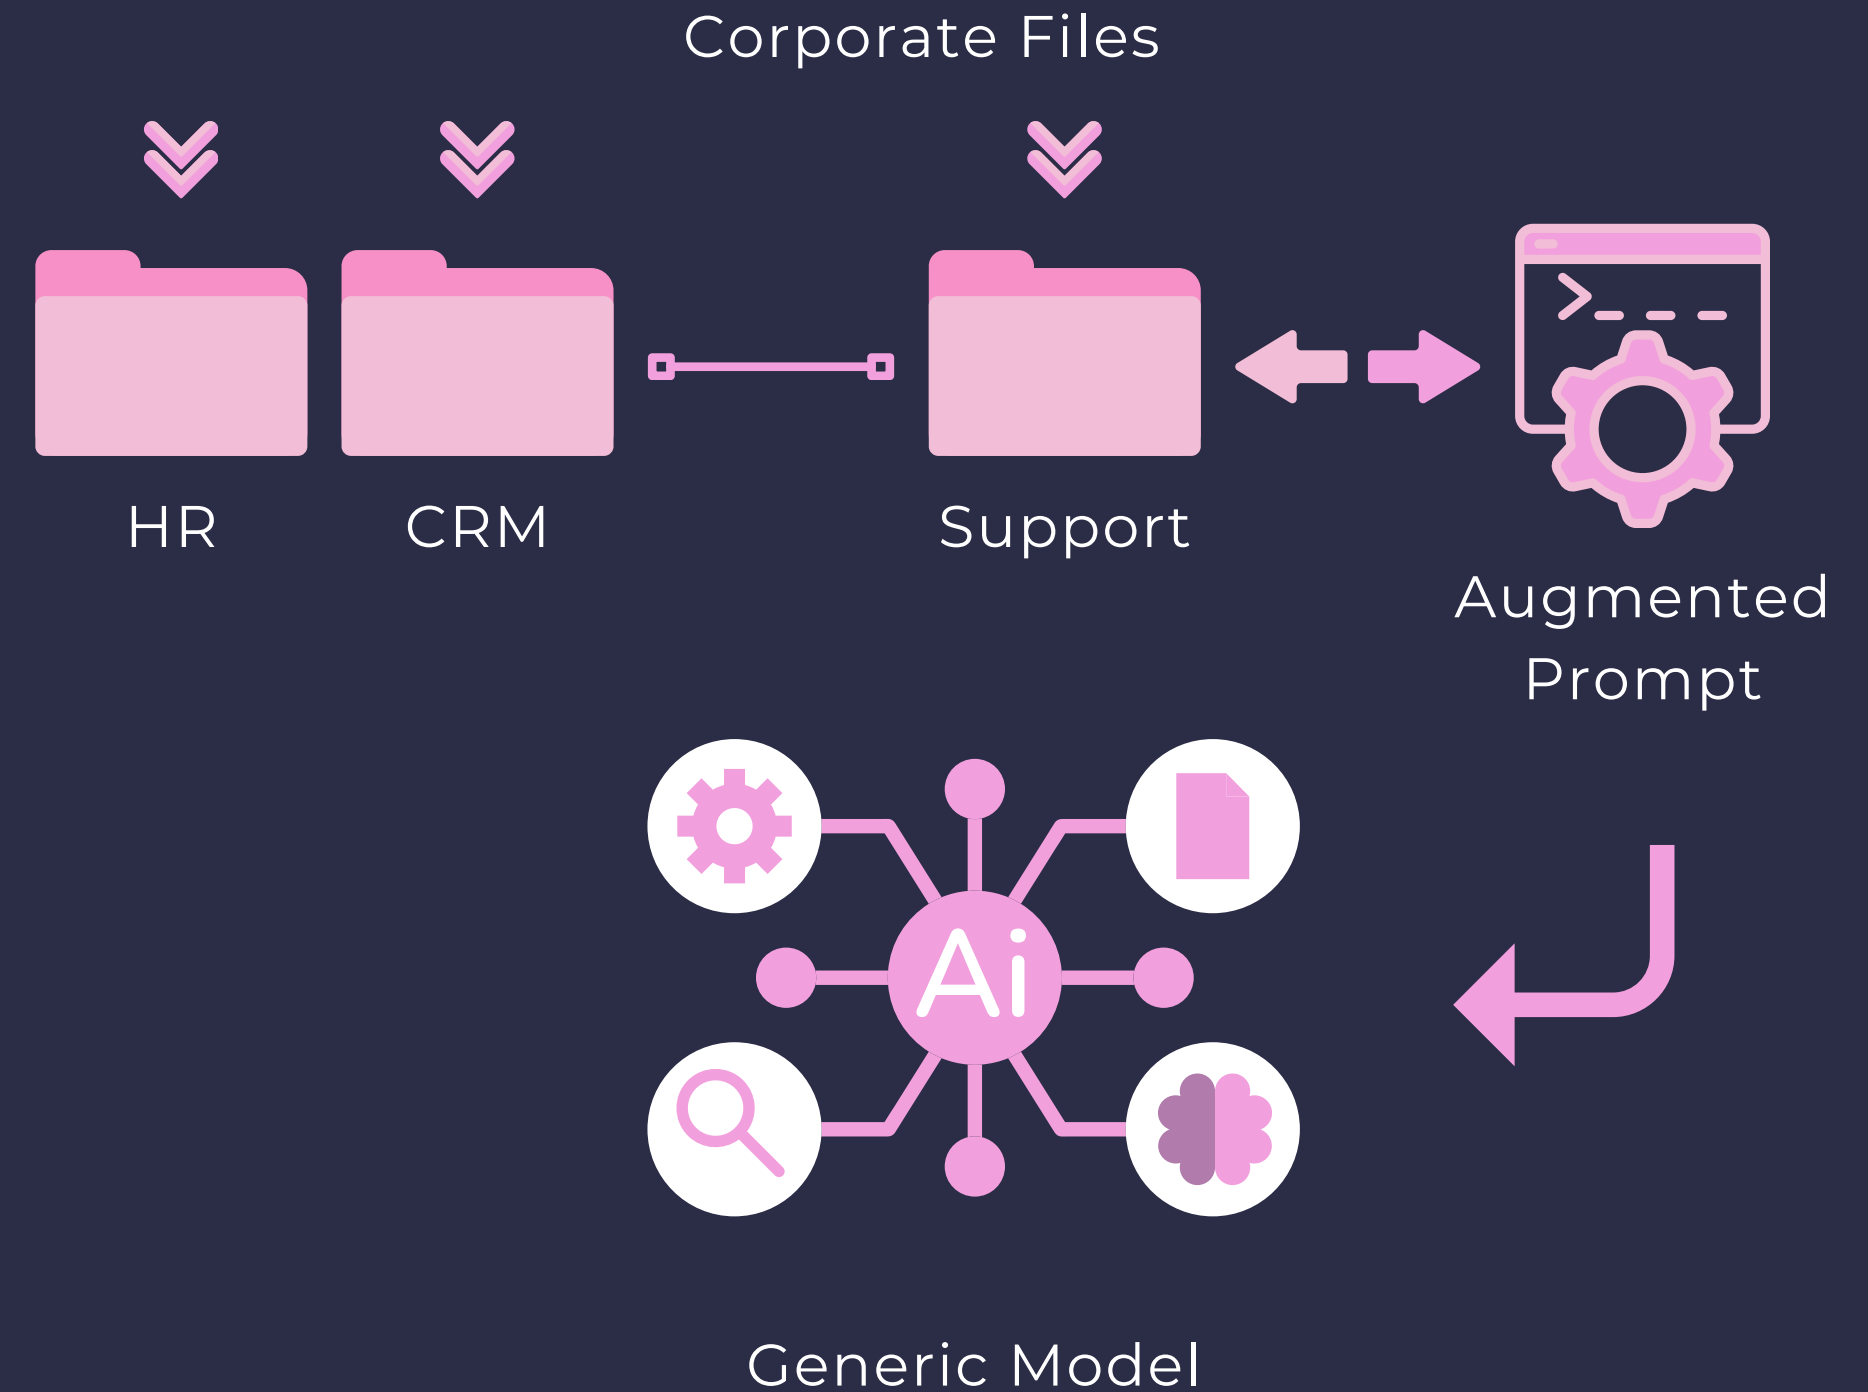 Corporate Files
HR
CRM
Support
Augmented
Prompt
Ai
Generic Model